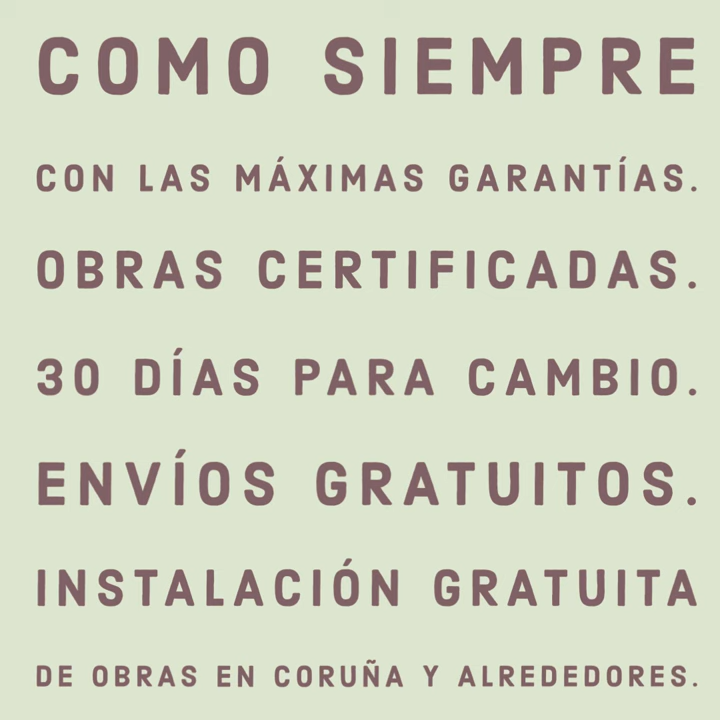 COMO SIEMPRE
CON LAS MÁXIMAS GARANTÍAS.
OBRAS CERTIFICADAS.
30 DÍAS PARA CAMBIO.
ENVÍOS GRATUITOS.
INSTALACIÓN GRATUITA
DE OBRAS EN CORUÑA Y ALREDEDORES.